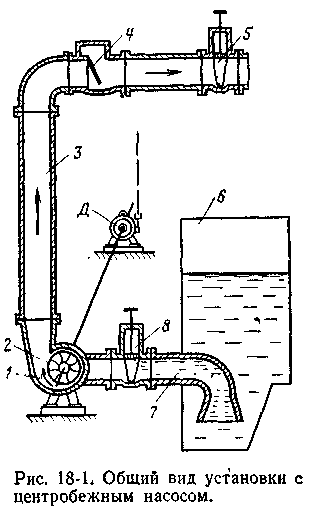 4
5
3
6
Д
2
8
1
7
Рис. 18-1. Общий вид установки с
центробежным насосом.